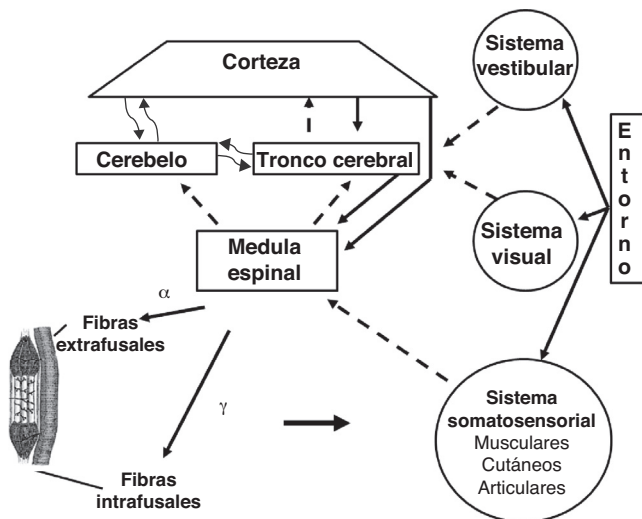 Corteza
Sistema
vestibular
Entorno
Cerebelo
Tronco cerebral
Sistema
visual
Medula
espinal
α
Fibras
extrafusales
γ
Sistema
somatosensorial
Musculares
Cutáneos
Articulares
Fibras
intrafusales